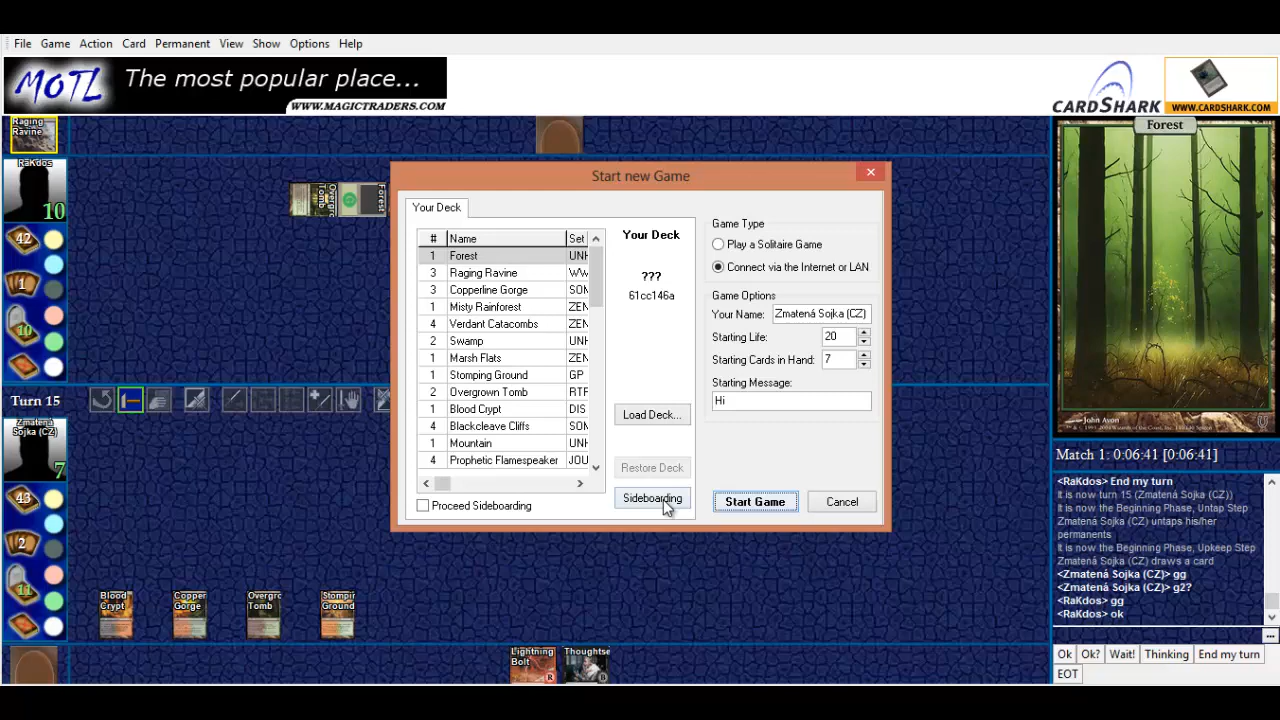 File Game Action Card Permanent View Show Options Help
MOTL The most popular place...
WWW.MAGICTRADERS.COM
CARDSHARK
WWW.CARDSHARK.COM
Raging
Ravine
RaKdos
10
42
1
10
Overgro
Tomb
Forest
Start new Game
Your Deck
# Name Set
1 Forest UNH
3 Raging Ravine WW
3 Copperline Gorge SOM
1 Misty Rainforest ZEN
4 Verdant Catacombs ZEN
2 Swamp UNH
1 Marsh Flats ZEN
1 Stomping Ground GP
2 Overgrown Tomb RTF
1 Blood Crypt DIS
4 Blackcleave Cliffs SOM
1 Mountain UNH
4 Prophetic Flamespeaker JOU
Proceed Sideboarding
Your Deck
???
61cc146a
Load Deck...
Restore Deck
Sideboarding
Game Type
Play a Solitaire Game
Connect via the Internet or LAN
Game Options
Your Name: Zmatená Sojka (CZ)
Starting Life: 20
Starting Cards in Hand: 7
Starting Message:
Hi
Start Game Cancel
Forest
John Avon
Turn 15
Zmatená
Sojka (CZ)
7
43
2
11
Blood
Crypt
Copper
Gorge
Overgro
Tomb
Stompin
Ground
Lightning
Bolt
R
Thoughtse
Match 1: 0:06:41 [0:06:41]
<RaKdos> End my turn
It is now turn 15 (Zmatená Sojka (CZ))
It is now the Beginning Phase, Untap Step
Zmatená Sojka (CZ) untaps his/her
permanents
It is now the Beginning Phase, Upkeep Step
Zmatená Sojka (CZ) draws a card
<Zmatená Sojka (CZ)> gg
<Zmatená Sojka (CZ)> g2?
<RaKdos> gg
<RaKdos> ok
...
Ok Ok? Wait! Thinking End my turn
EOT